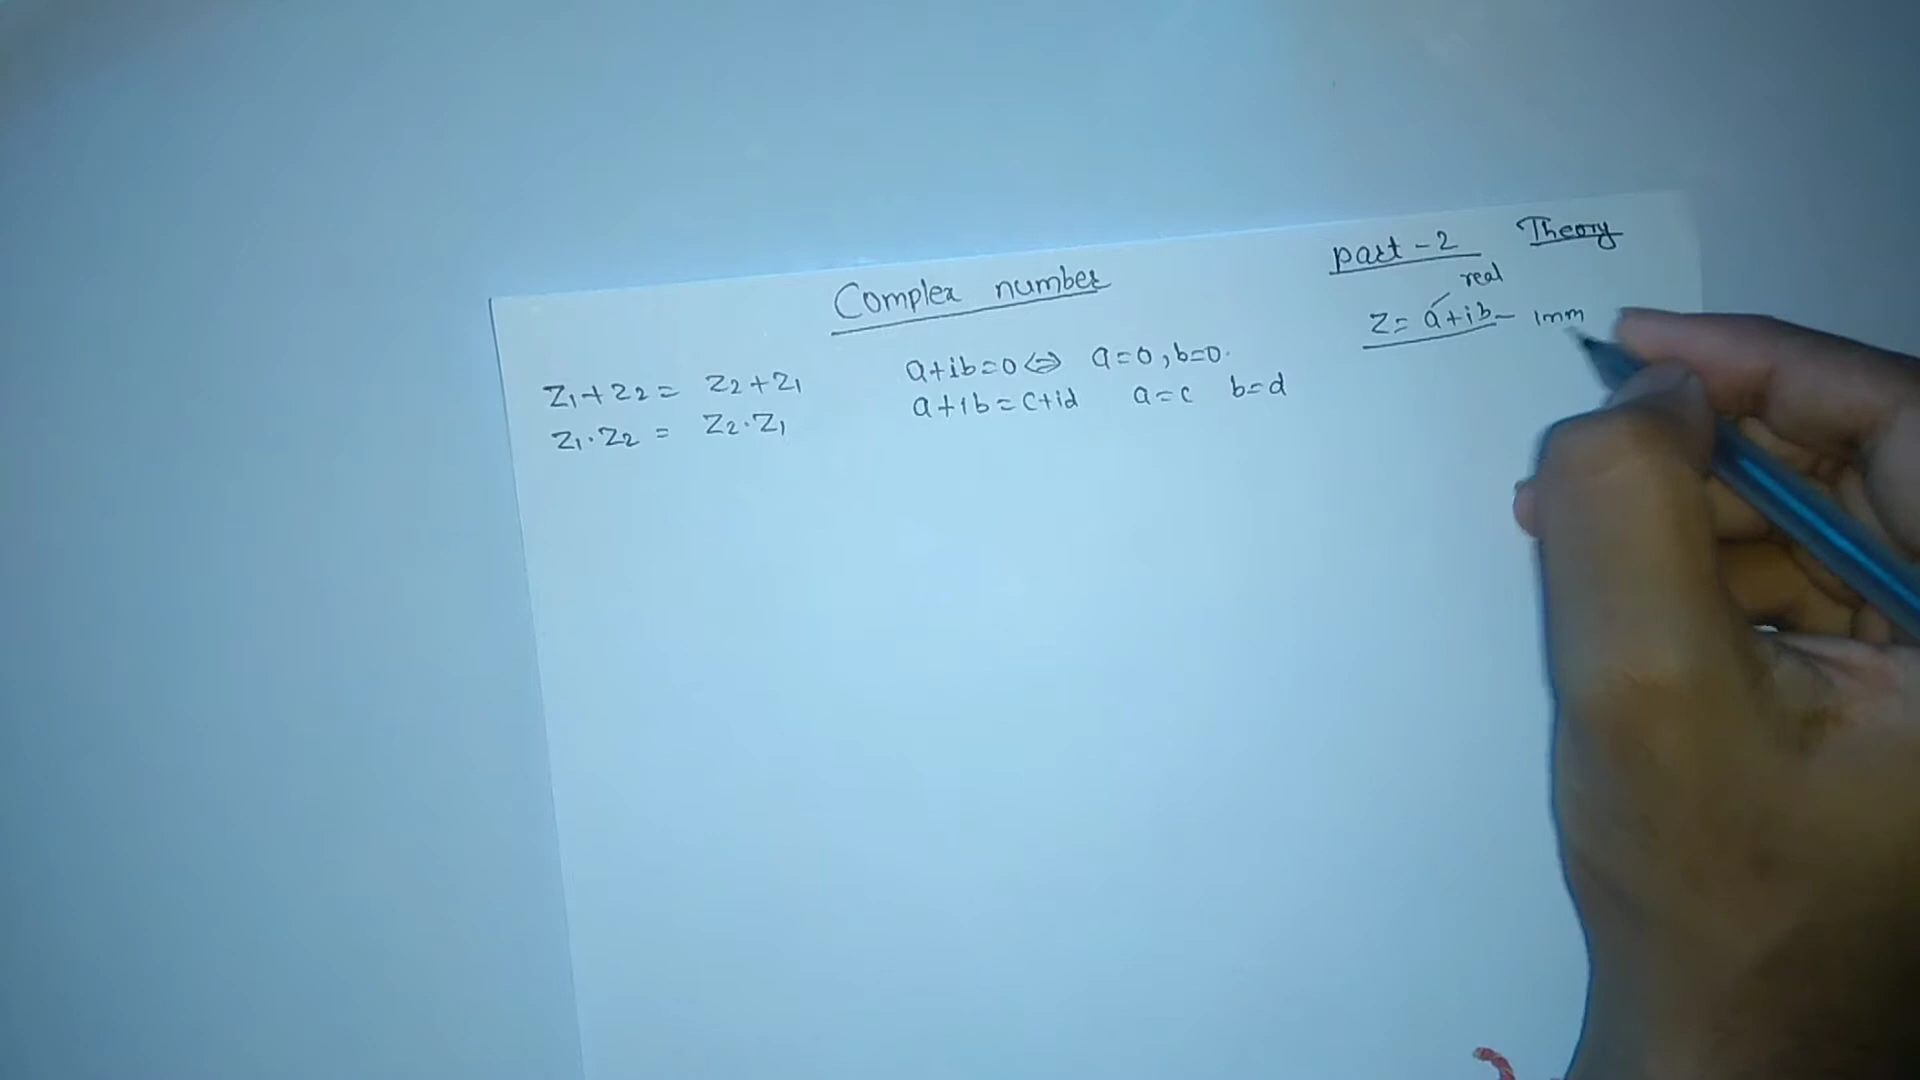 Complex number
part - 2 Theory
real
Z = a+ib - imm
Z₁+Z₂ = Z₂+Z₁
Z₁·Z₂ = Z₂·Z₁
a+ib=0 ⇔ a=0, b=0.
a+ib = c+id a=c b=d